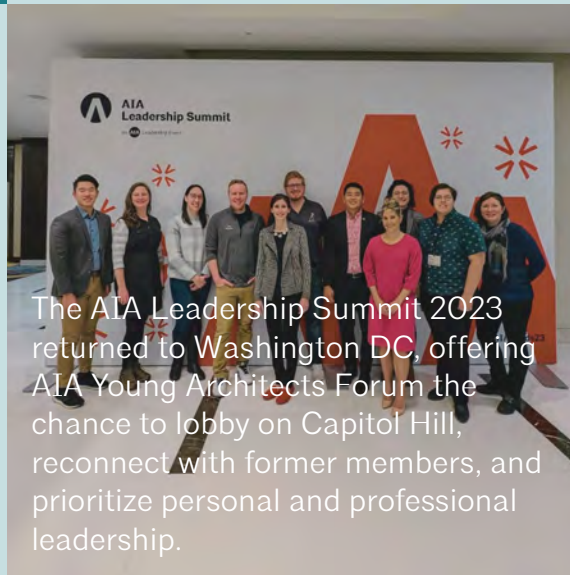 AIA
Leadership Summit
The AIA Leadership Summit 2023
returned to Washington DC, offering
AIA Young Architects Forum the
chance to lobby on Capitol Hill,
reconnect with former members, and
prioritize personal and professional
leadership.